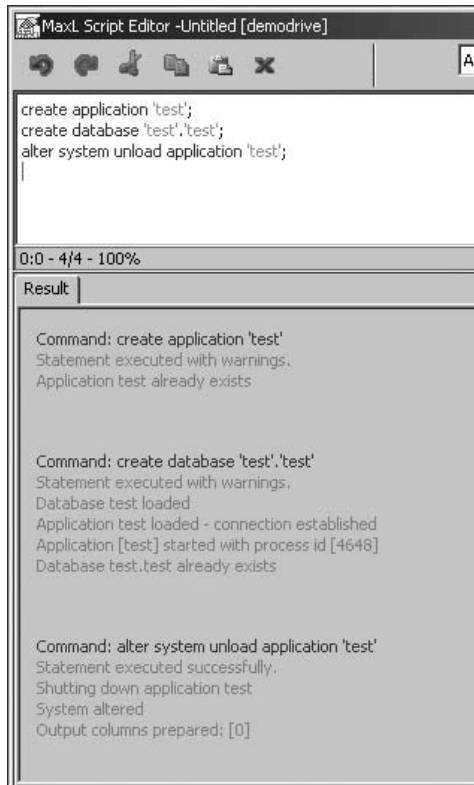 MaxL Script Editor -Untitled [demodrive]
A
create application 'test';
create database 'test'.'test';
alter system unload application 'test';
0:0 - 4/4 - 100%
Result
Command: create application 'test'
Statement executed with warnings.
Application test already exists
Command: create database 'test'.'test'
Statement executed with warnings.
Database test loaded
Application test loaded - connection established
Application [test] started with process id [4648]
Database test.test already exists
Command: alter system unload application 'test'
Statement executed successfully.
Shutting down application test
System altered
Output columns prepared: [0]